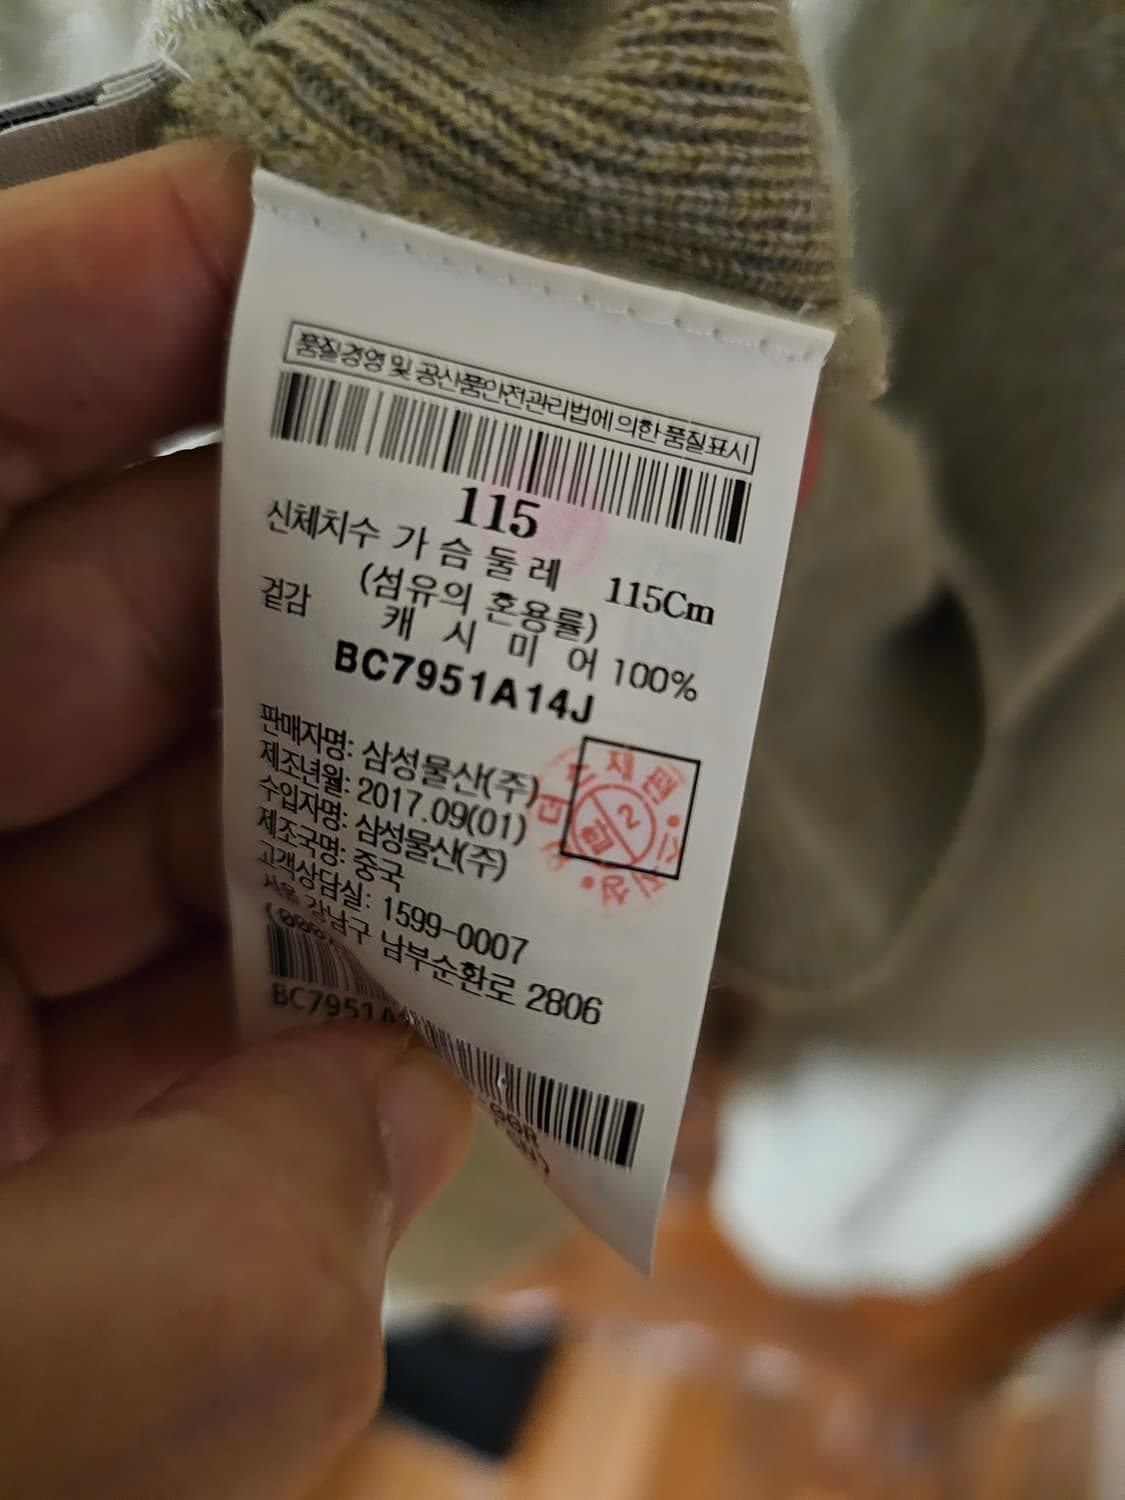 품질경영 및 공산품안전관리법에 의한 품질표시
115
신체치수 가슴둘레 115Cm
(섬유의 혼용률)
겉감 캐시미어 100%
BC7951A14J
판매자명: 삼성물산(주)
제조년월: 2017.09(01)
수입자명: 삼성물산(주)
제조국명: 중국
고객상담실: 1599-0007
서울 강남구 남부순환로 2806
BC7951A
2